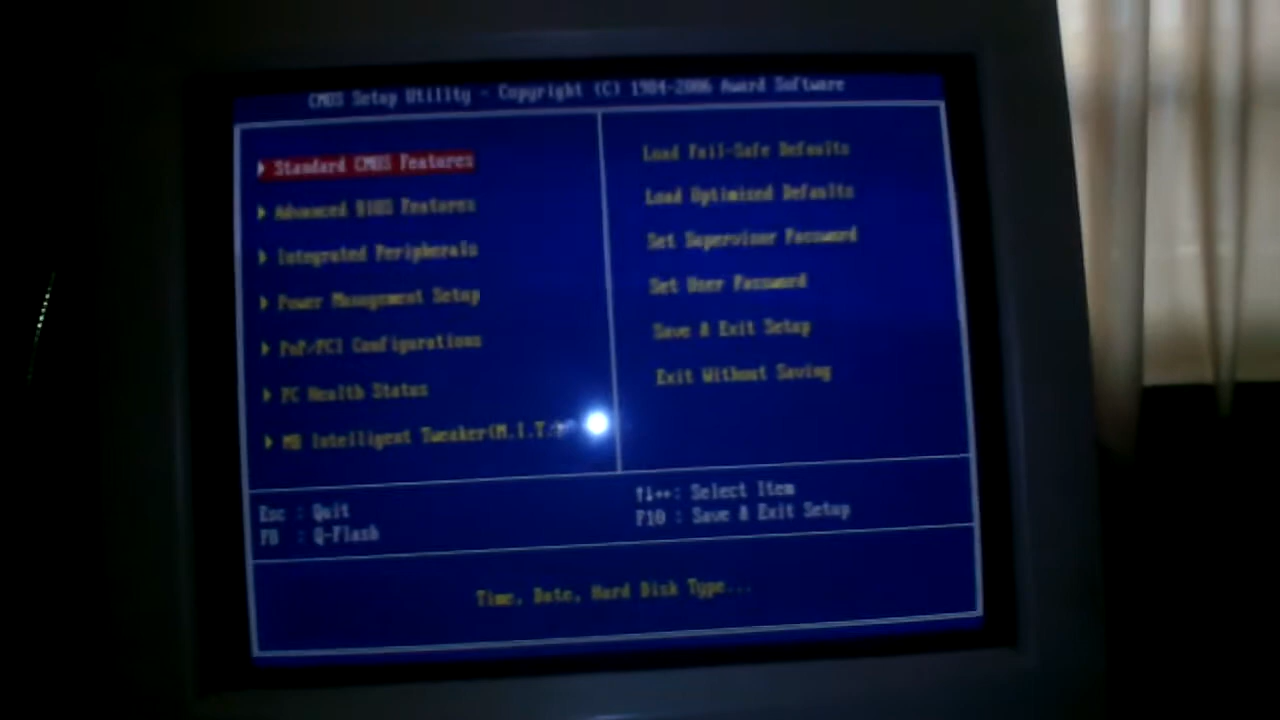 CMOS Setup Utility - Copyright (C) 1984-2006 Award Software
Standard CMOS Features
Advanced BIOS Features
Integrated Peripherals
Power Management Setup
PnP/PCI Configurations
PC Health Status
MB Intelligent Tweaker(M.I.T.)
Load Fail-Safe Defaults
Load Optimized Defaults
Set Supervisor Password
Set User Password
Save & Exit Setup
Exit Without Saving
Esc : Quit
F8 : Q-Flash
↑↓→←: Select Item
F10 : Save & Exit Setup
Time, Date, Hard Disk Type...